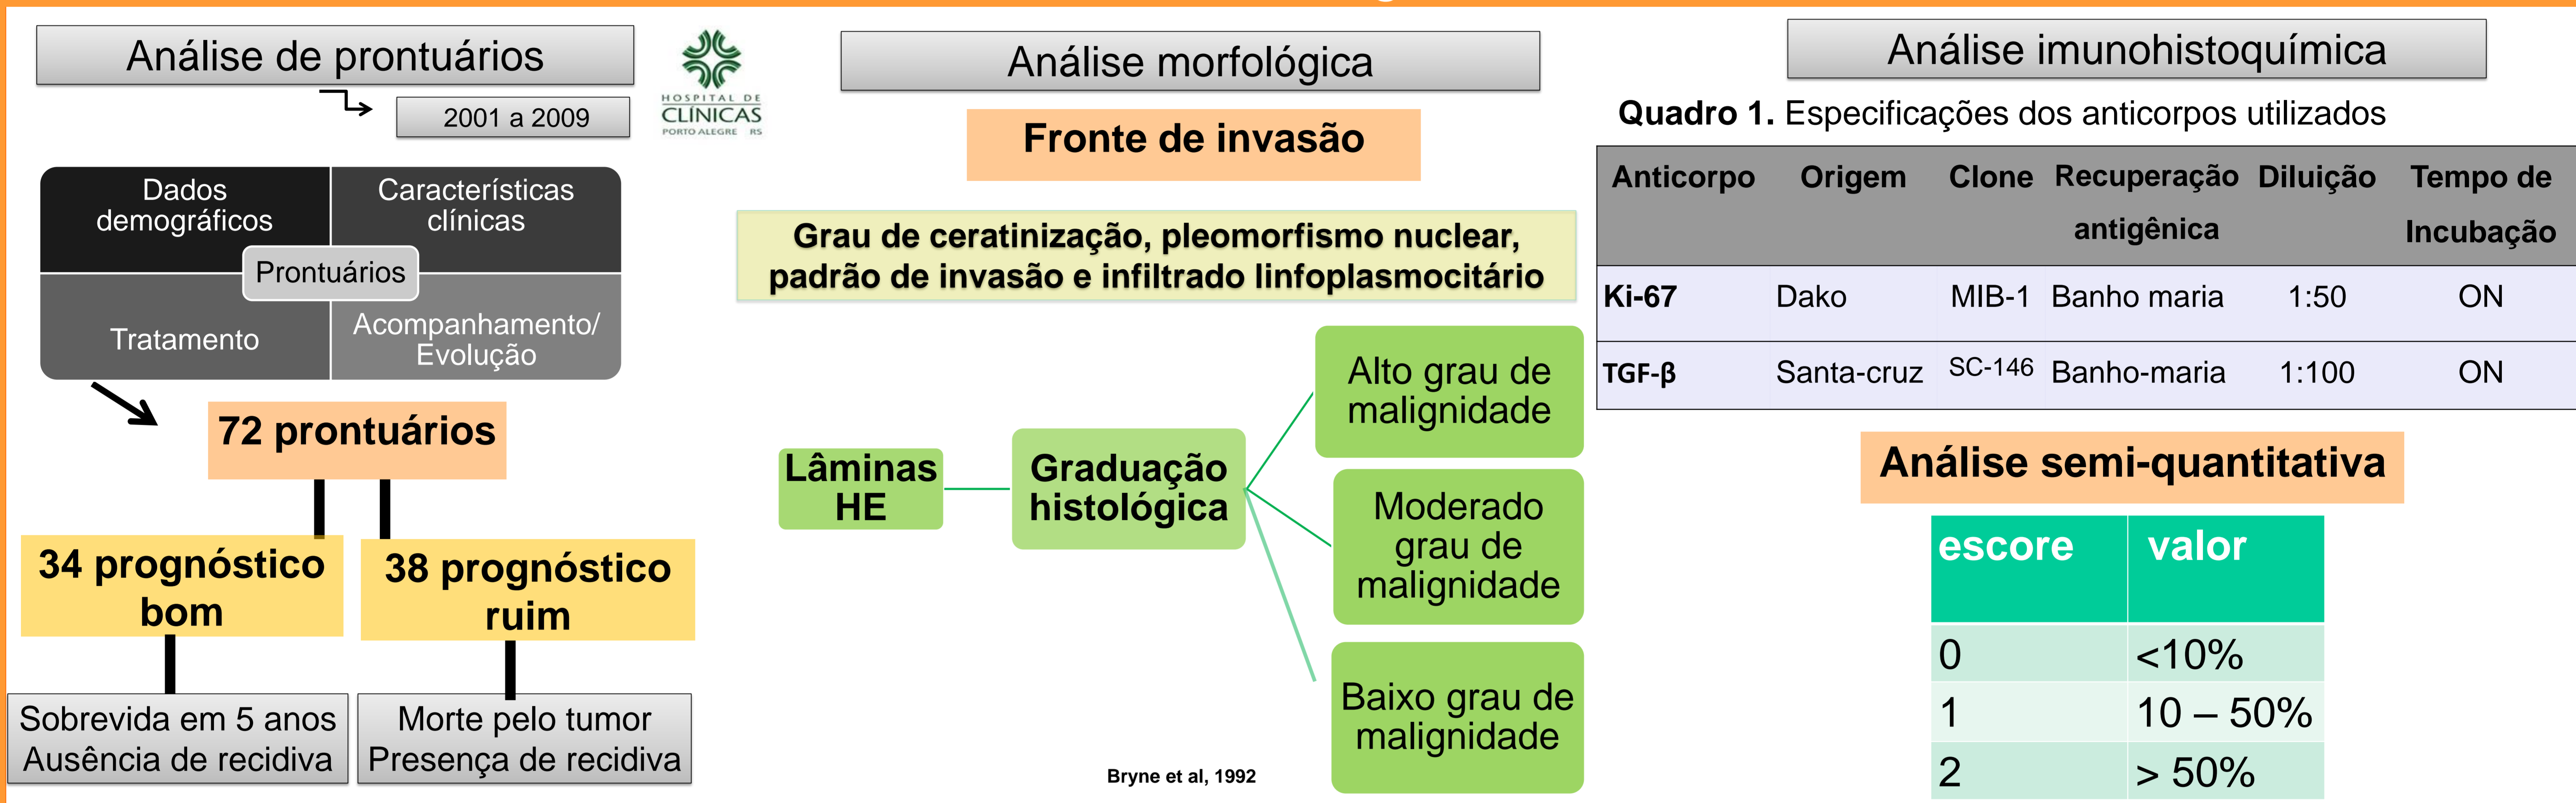 Análise de prontuários
2001 a 2009
HOSPITAL DE
CLÍNICAS
PORTO ALEGRE RS
Dados
demográficos
Características
clínicas
Prontuários
Tratamento
Acompanhamento/
Evolução
72 prontuários
34 prognóstico
bom
38 prognóstico
ruim
Sobrevida em 5 anos
Ausência de recidiva
Morte pelo tumor
Presença de recidiva
Análise morfológica
Fronte de invasão
Grau de ceratinização, pleomorfismo nuclear,
padrão de invasão e infiltrado linfoplasmocitário
Lâminas
HE
Graduação
histológica
Alto grau de
malignidade
Moderado
grau de
malignidade
Baixo grau de
malignidade
Bryne et al, 1992
Análise imunohistoquímica
Quadro 1. Especificações dos anticorpos utilizados
Anticorpo Origem Clone Recuperação antigênica Diluição Tempo de Incubação
Ki-67 Dako MIB-1 Banho maria 1:50 ON
TGF-β Santa-cruz SC-146 Banho-maria 1:100 ON
Análise semi-quantitativa
escore valor
0 <10%
1 10 – 50%
2 > 50%